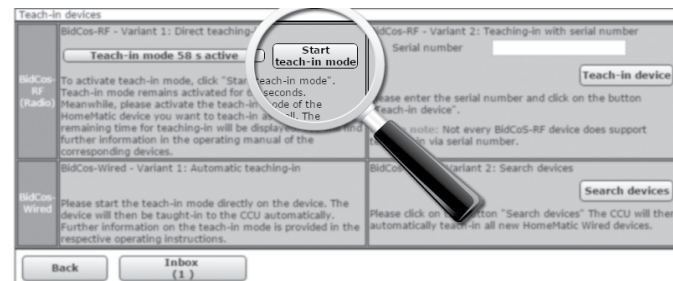 Teach-in devices
BidCos-RF - Variant 1: Direct teaching-
Teach-in mode 58 s active
Start
teach-in mode
BidCos-
RF
(Radio)
To activate teach-in mode, click "Start teach-in mode".
Teach-in mode remains activated for seconds.
Meanwhile, please activate the teach-in mode of the
HomeMatic device you want to teach-in as The
remaining time for teaching-in will be displayed find
further information in the operating manual of the
corresponding devices.
BidCos-RF - Variant 2: Teaching-in with serial number
Serial number
Teach-in device
Please enter the serial number and click on the button
"Teach-in device".
note: Not every BidCoS-RF device does support
via serial number.
BidCos-
Wired
BidCos-Wired - Variant 1: Automatic teaching-in
Please start the teach-in mode directly on the device. The
device will then be taught-in to the CCU automatically.
Further information on the teach-in mode is provided in the
respective operating instructions.
Variant 2: Search devices
Search devices
Please click on button "Search devices" The CCU will then
automatically teach-in all new HomeMatic Wired devices.
Back
Inbox
(1)